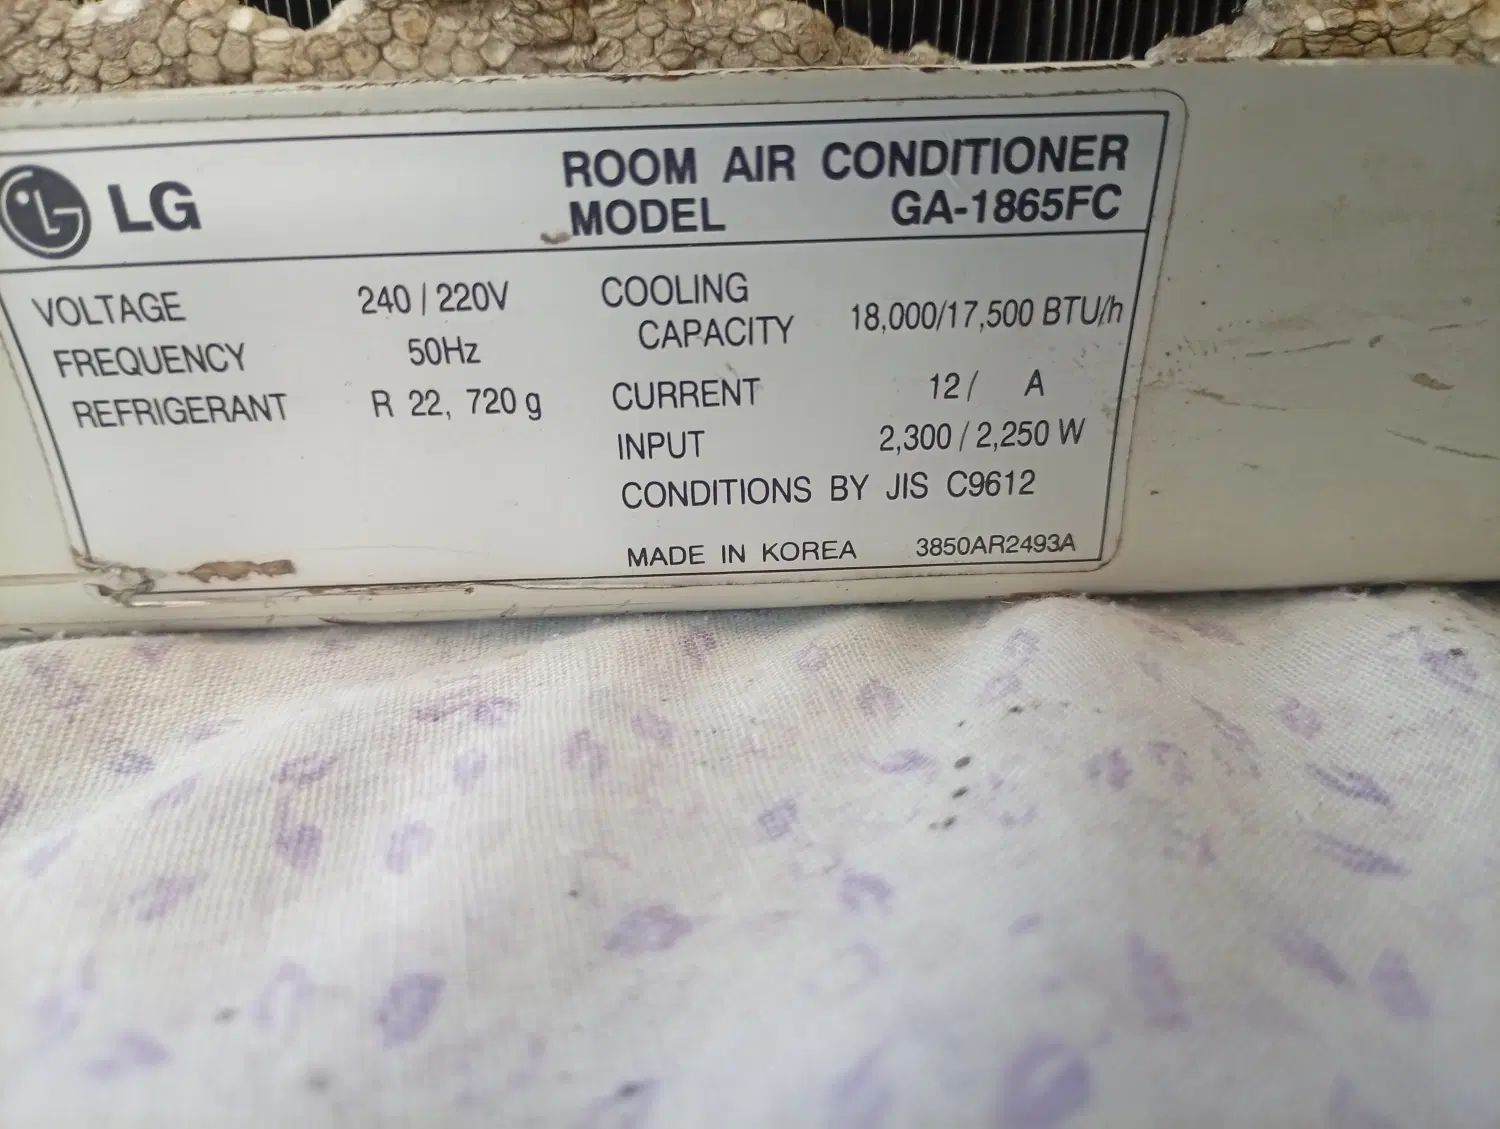 LG
ROOM AIR CONDITIONER
MODEL GA-1865FC
VOLTAGE 240 / 220V
FREQUENCY 50Hz
REFRIGERANT R 22, 720 g
COOLING
CAPACITY 18,000/17,500 BTU/h
CURRENT 12 / A
INPUT 2,300 / 2,250 W
CONDITIONS BY JIS C9612
MADE IN KOREA 3850AR2493A